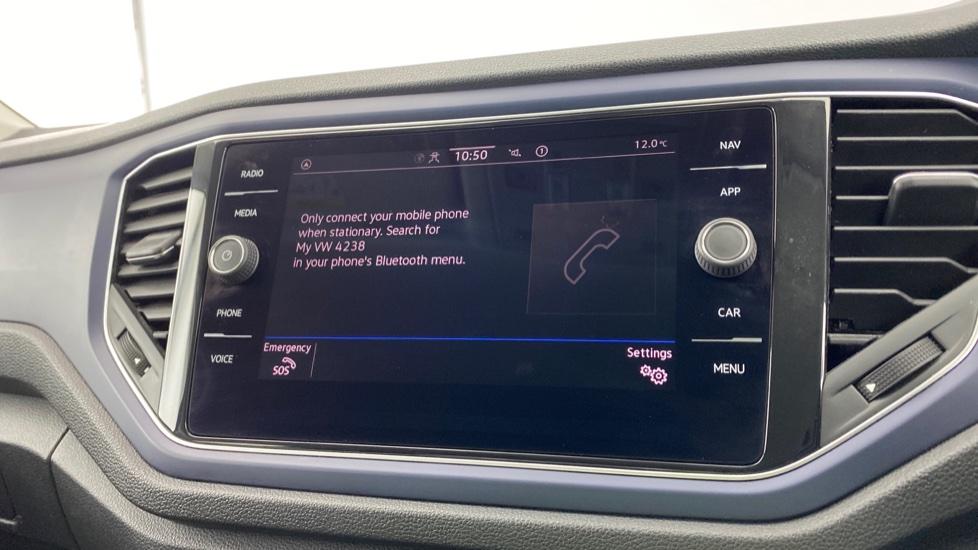 RADIO
MEDIA
PHONE
VOICE
10:50
1
12.0°C
Only connect your mobile phone
when stationary. Search for
My VW 4238
in your phone's Bluetooth menu.
Emergency
SOS
Settings
NAV
APP
CAR
MENU